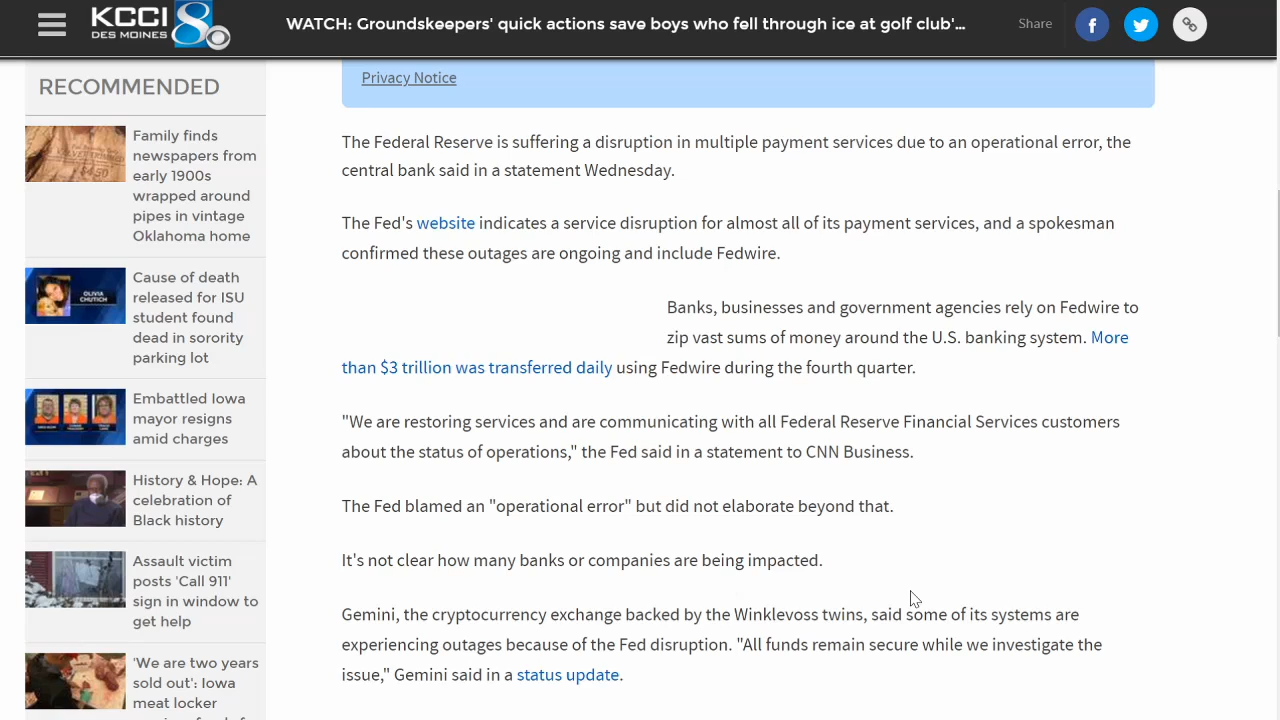 KCCI 8
DES MOINES
WATCH: Groundskeepers' quick actions save boys who fell through ice at golf club'...
Share
RECOMMENDED
Family finds
newspapers from
early 1900s
wrapped around
pipes in vintage
Oklahoma home
OLIVIA
CHUTICH
Cause of death
released for ISU
student found
dead in sorority
parking lot
Embattled Iowa
mayor resigns
amid charges
History & Hope: A
celebration of
Black history
Assault victim
posts 'Call 911'
sign in window to
get help
'We are two years
sold out': Iowa
meat locker
Privacy Notice
The Federal Reserve is suffering a disruption in multiple payment services due to an operational error, the
central bank said in a statement Wednesday.
The Fed's website indicates a service disruption for almost all of its payment services, and a spokesman
confirmed these outages are ongoing and include Fedwire.
Banks, businesses and government agencies rely on Fedwire to
zip vast sums of money around the U.S. banking system. More
than $3 trillion was transferred daily using Fedwire during the fourth quarter.
"We are restoring services and are communicating with all Federal Reserve Financial Services customers
about the status of operations," the Fed said in a statement to CNN Business.
The Fed blamed an "operational error" but did not elaborate beyond that.
It's not clear how many banks or companies are being impacted.
Gemini, the cryptocurrency exchange backed by the Winklevoss twins, said some of its systems are
experiencing outages because of the Fed disruption. "All funds remain secure while we investigate the
issue," Gemini said in a status update.